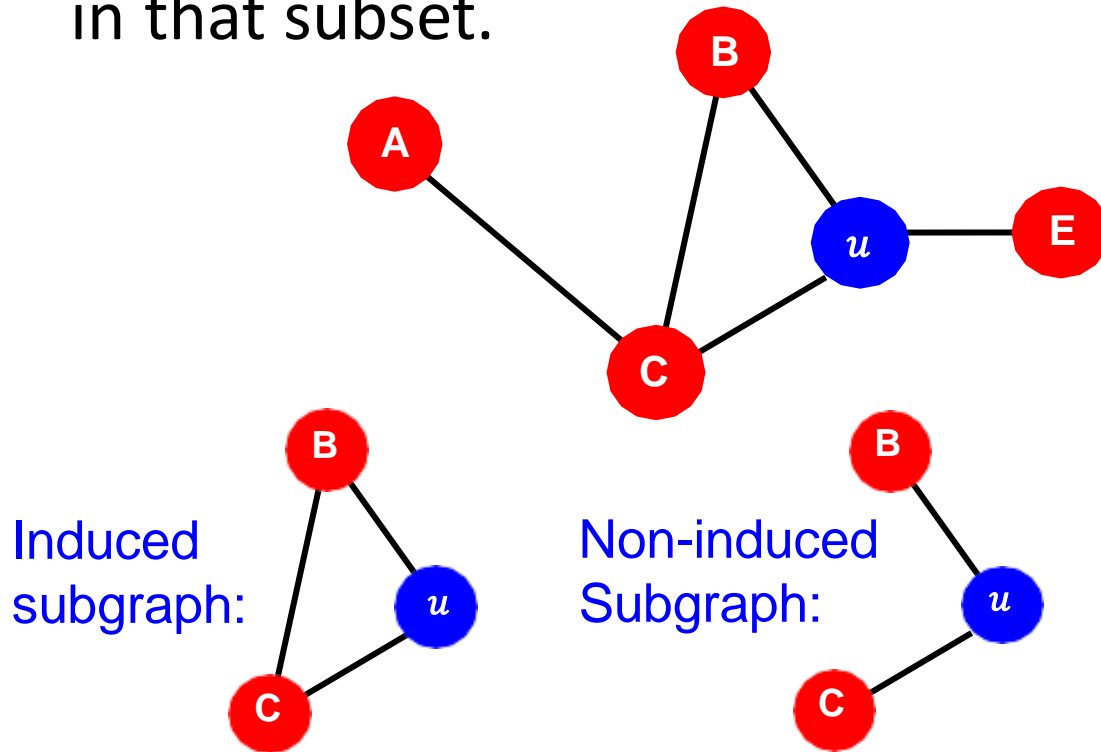 in that subset.
B
A
u
E
C
B
B
Induced
subgraph:
Non-induced
Subgraph:
u
u
C
C